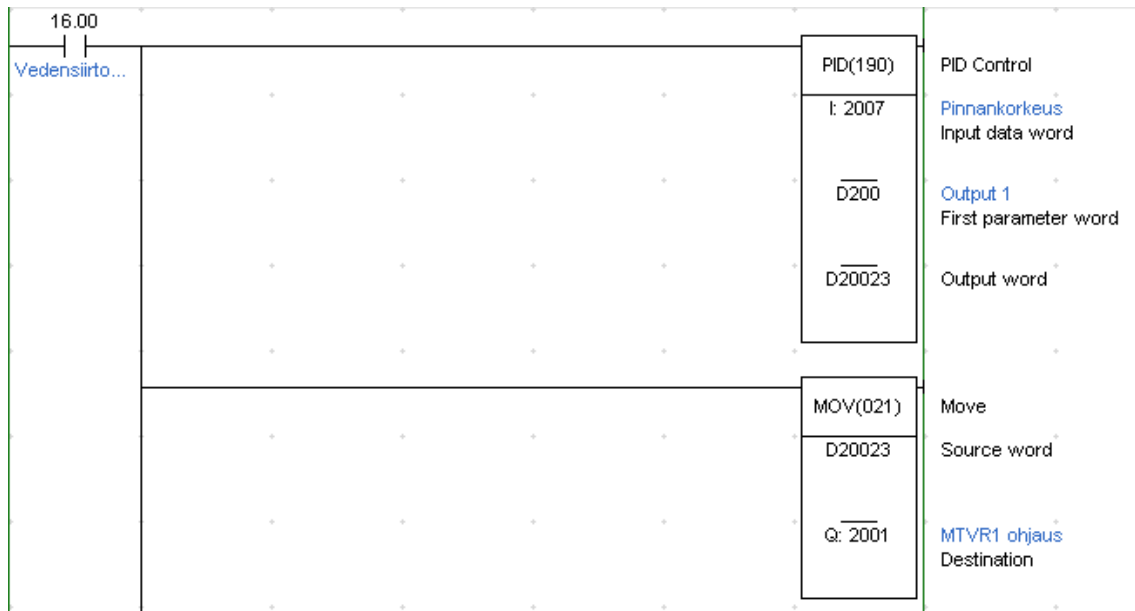 16.00
Vedensiirto...
PID(190)
PID Control
I: 2007
Pinnankorkeus
Input data word
D200
Output 1
First parameter word
D20023
Output word
MOV(021)
Move
D20023
Source word
Q: 2001
MTVR1 ohjaus
Destination